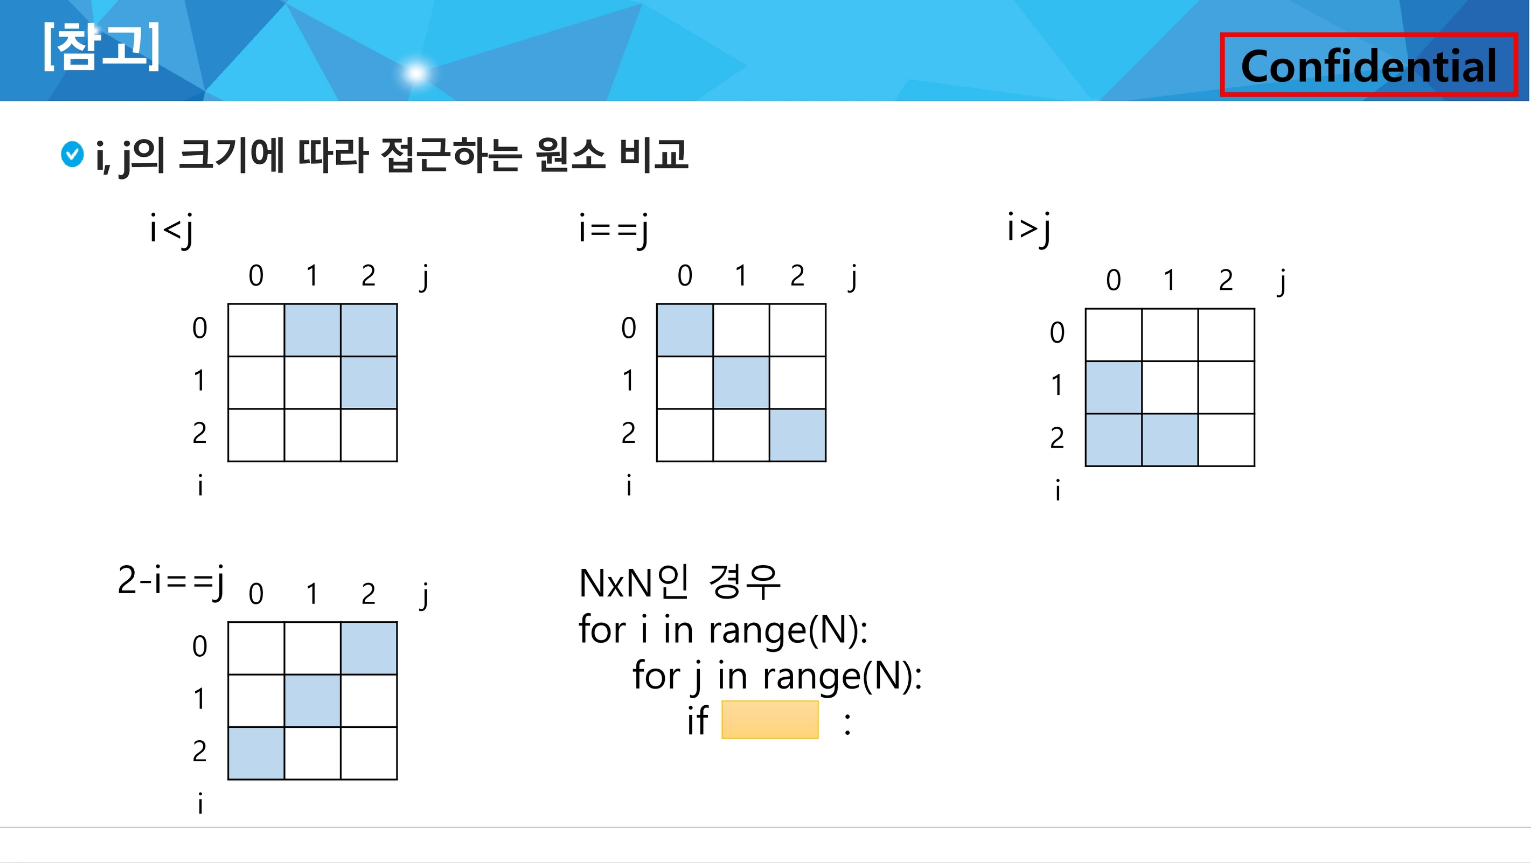 [참고]
Confidential
i, j의 크기에 따라 접근하는 원소 비교
i<j
0 1 2 j
0
1
2
i
i==j
0 1 2 j
0
1
2
i
i>j
0 1 2 j
0
1
2
i
2-i==j
0 1 2 j
0
1
2
i
NxN인 경우
for i in range(N):
for j in range(N):
if :